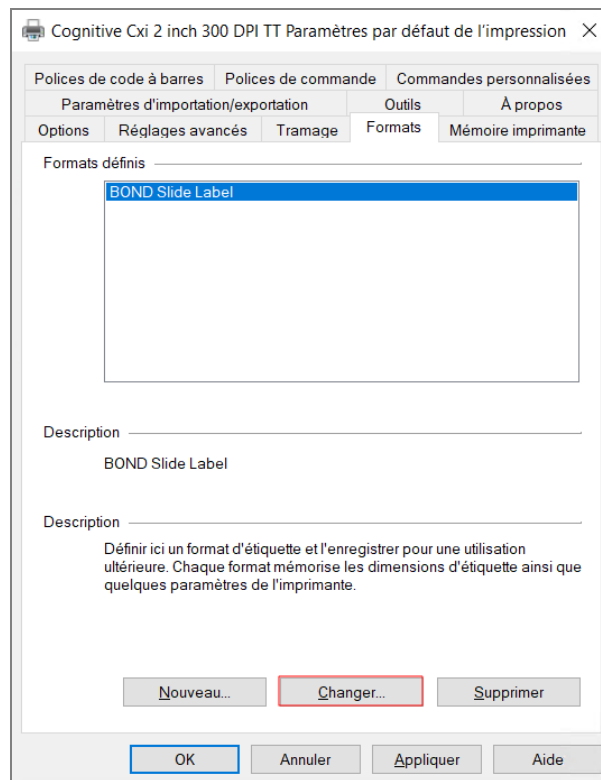 Cognitive Cxi 2 inch 300 DPI TT Paramètres par défaut de l'impression
Polices de code à barres Polices de commande Commandes personnalisées
Paramètres d'importation/exportation Outils À propos
Options Réglages avancés Tramage Formats Mémoire imprimante
Formats définis
BOND Slide Label
Description
BOND Slide Label
Description
Définir ici un format d'étiquette et l'enregistrer pour une utilisation
ultérieure. Chaque format mémorise les dimensions d'étiquette ainsi que
quelques paramètres de l'imprimante.
Nouveau... Changer... Supprimer
OK Annuler Appliquer Aide